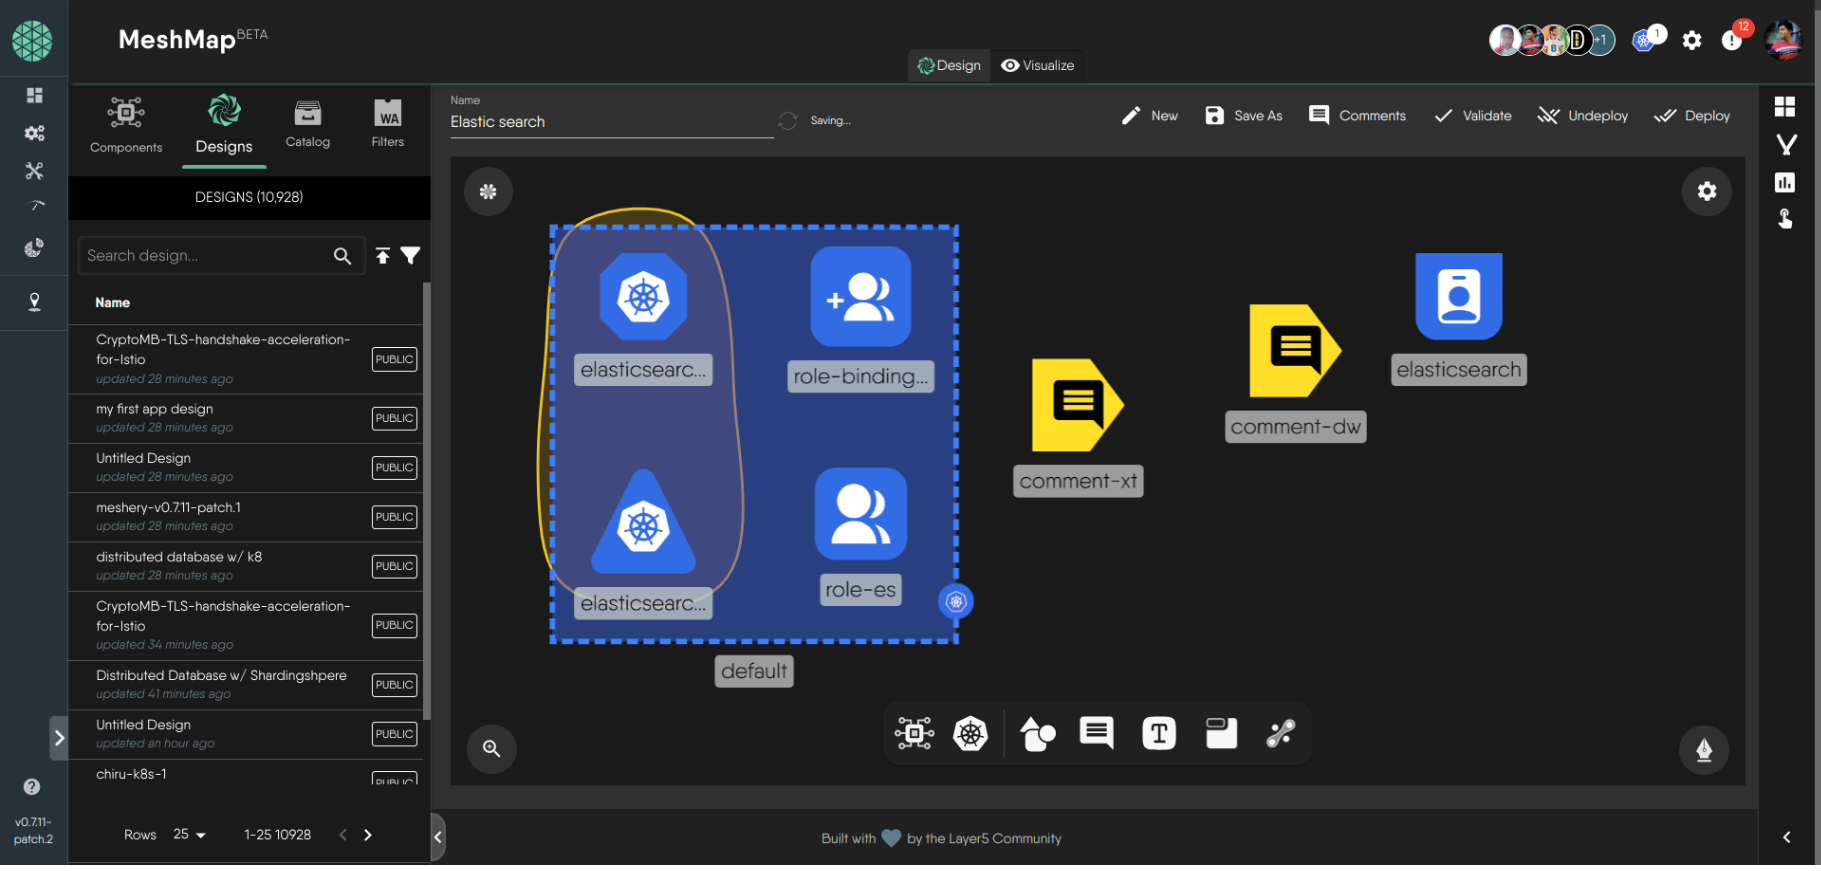 MeshMap BETA
+1
1
12
Design
Visualize
Components
Designs
Catalog
WA
Filters
DESIGNS (10,928)
Search design...
Name
CryptoMB-TLS-handshake-acceleration-
for-Istio
updated 28 minutes ago
PUBLIC
my first app design
updated 28 minutes ago
PUBLIC
Untitled Design
updated 28 minutes ago
PUBLIC
meshery-v0.7.11-patch.1
updated 28 minutes ago
PUBLIC
distributed database w/ k8
updated 28 minutes ago
PUBLIC
CryptoMB-TLS-handshake-acceleration-
for-Istio
updated 34 minutes ago
PUBLIC
Distributed Database w/ Shardingshpere
updated 41 minutes ago
PUBLIC
Untitled Design
updated an hour ago
PUBLIC
chiru-k8s-1
PUBLIC
Rows 25 1-25 10928
v0.7.11-
patch.2
Name
Elastic search
Saving...
New
Save As
Comments
Validate
Undeploy
Deploy
elasticsearc...
role-binding...
elasticsearc...
role-es
default
comment-xt
comment-dw
elasticsearch
T
Built with by the Layer5 Community